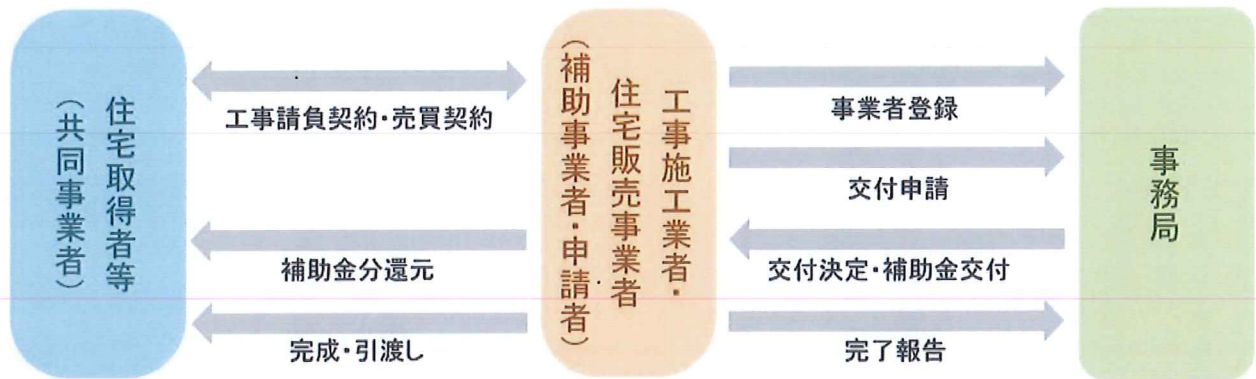 住宅取得者等
(共同事業者)
工事請負契約・売買契約
補助金分還元
完成・引渡し
工事施工業者・
住宅販売事業者
(補助事業者・申請者)
事業者登録
交付申請
交付決定・補助金交付
完了報告
事務局